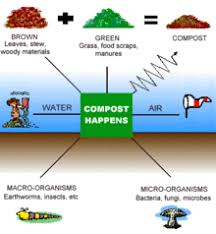 + =
BROWN GREEN COMPOST
Leaves, stew, Grass, food scraps,
woody materials manures
WATER COMPOST AIR
HAPPENS
MACRO-ORGANISMS MICRO-ORGANISMS
Earthworms, insects, etc Bacteria, fungi, microbes